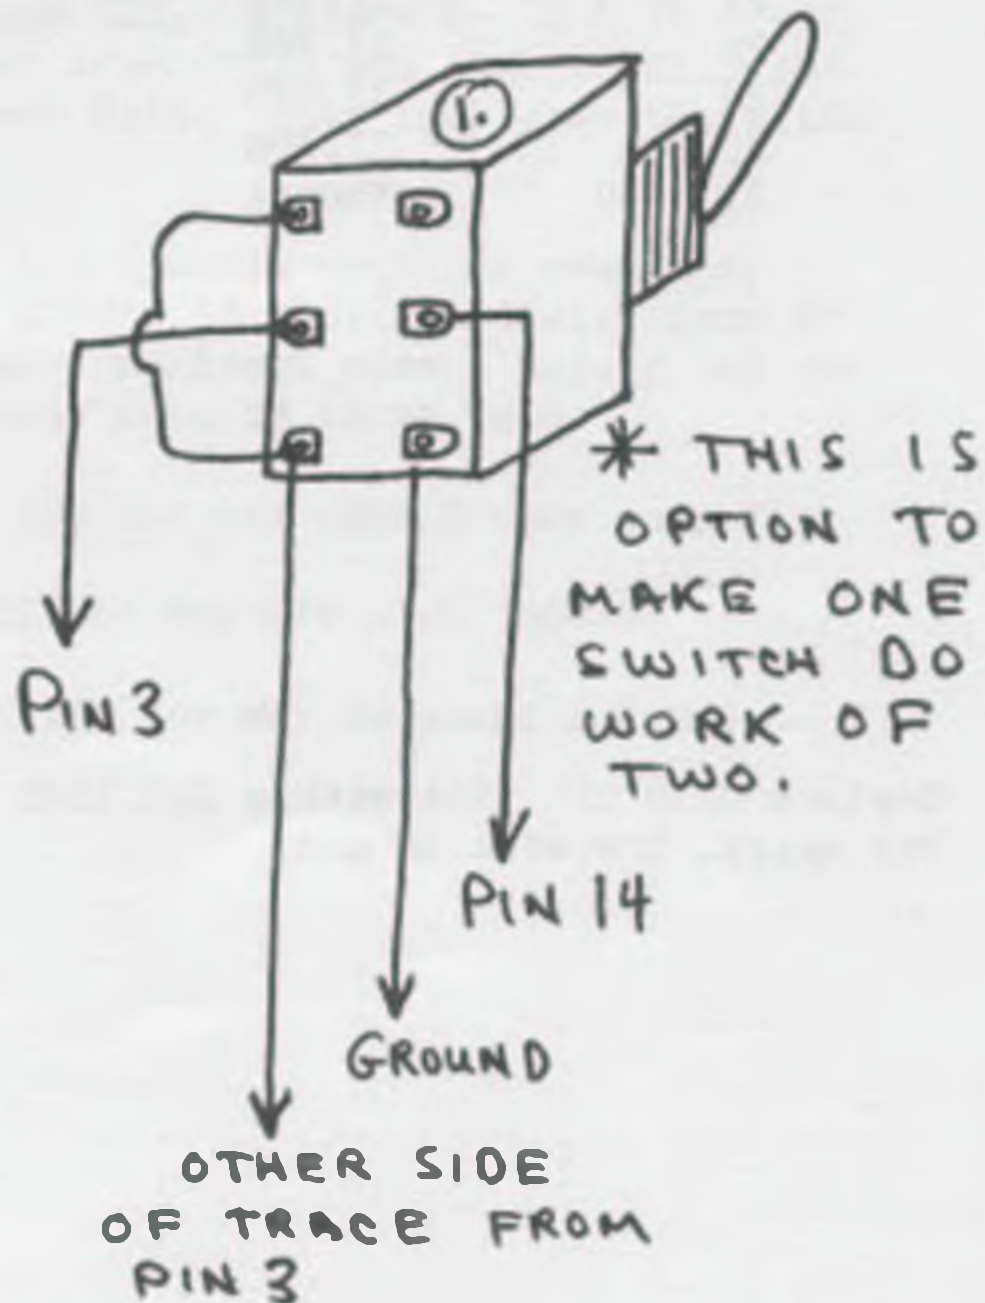 1.
* THIS IS
OPTION TO
MAKE ONE
SWITCH DO
WORK OF
TWO.
PIN 3
PIN 14
GROUND
OTHER SIDE
OF TRACE FROM
PIN 3